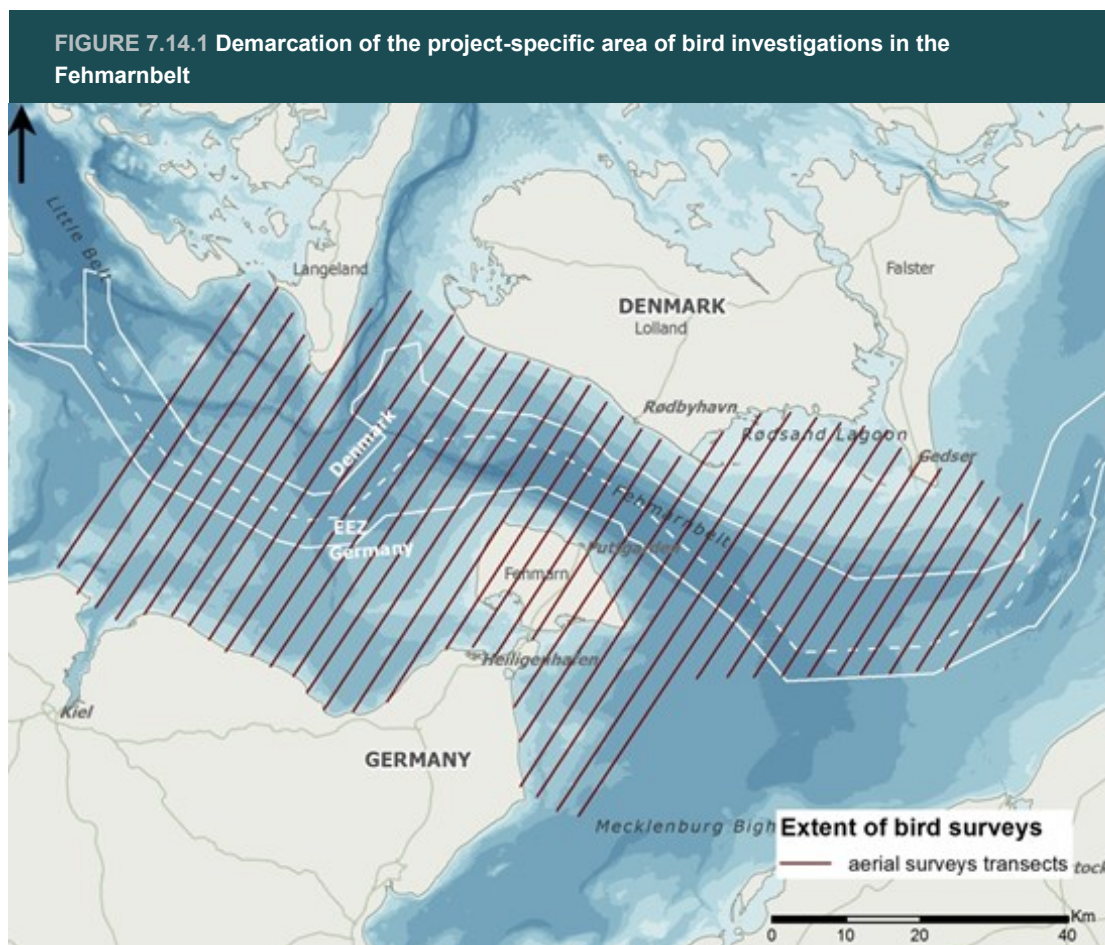 FIGURE 7.14.1 Demarcation of the project-specific area of bird investigations in the
Fehmarnbelt
Little Belt
Langeland
DENMARK
Lolland
Falster
Rødbyhavn
Rødsand Lagoon
Gedser
Denmark
EEZ
Germany
Fehmarnbelt
Puttgarden
Fehmarn
Heiligenhafen
Kiel
GERMANY
Mecklenburg Bigh
Extent of bird surveys
aerial surveys transects
tock
Km
0 10 20 40